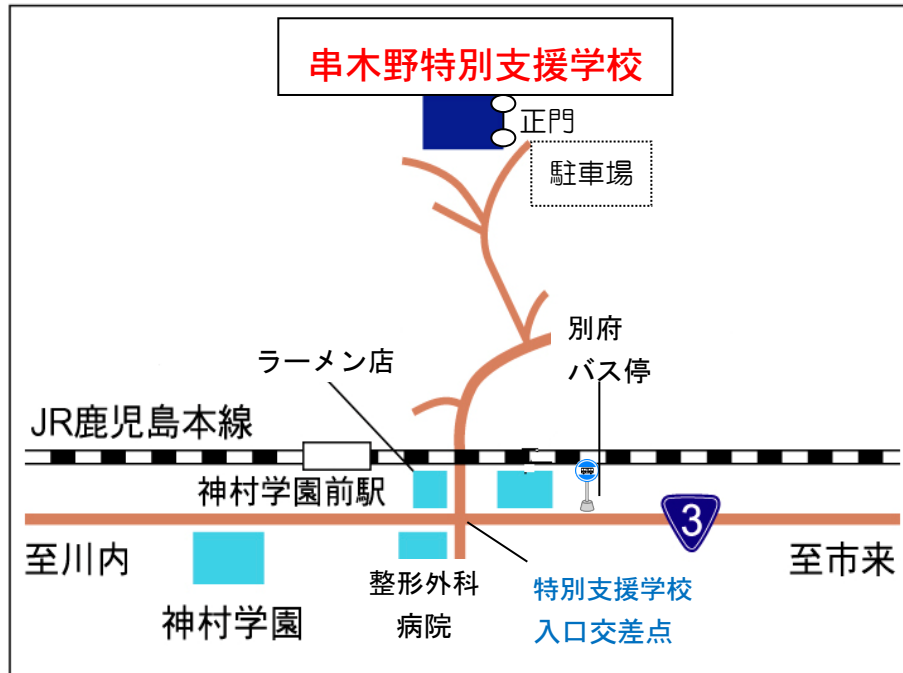 串木野特別支援学校
正門
駐車場
別府
バス停
ラーメン店
JR鹿児島本線
神村学園前駅
3
至川内
至市来
神村学園
整形外科
病院
特別支援学校
入口交差点